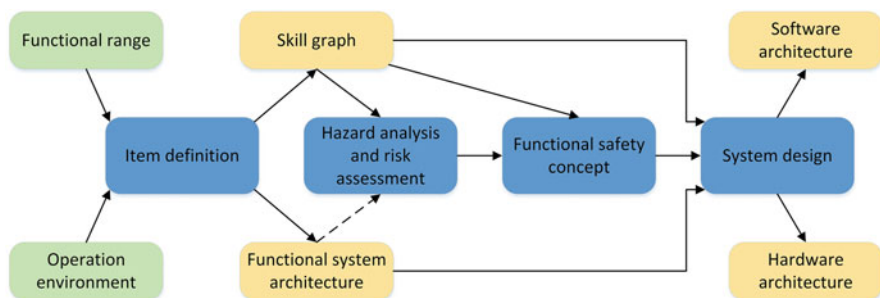 Functional range
Skill graph
Software
architecture
Item definition
Hazard analysis
and risk
assessment
Functional safety
concept
System design
Operation
environment
Functional system
architecture
Hardware
architecture